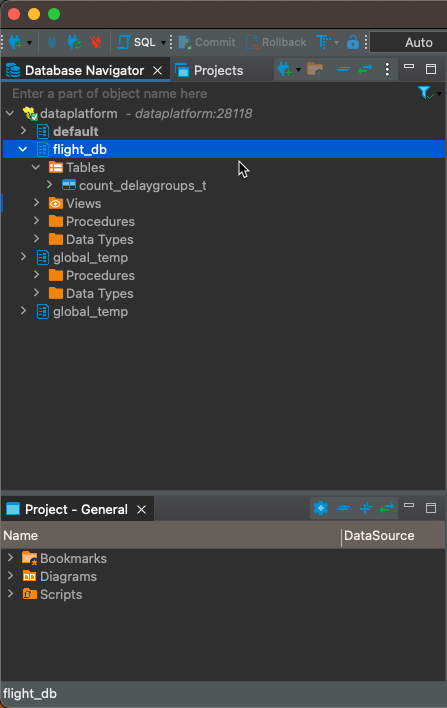 SQL Commit Rollback Auto
Database Navigator Projects
Enter a part of object name here
dataplatform - dataplatform:28118
default
flight_db
Tables
count_delaygroups_t
Views
Procedures
Data Types
global_temp
Procedures
Data Types
global_temp
Project - General
Name DataSource
Bookmarks
Diagrams
Scripts
flight_db